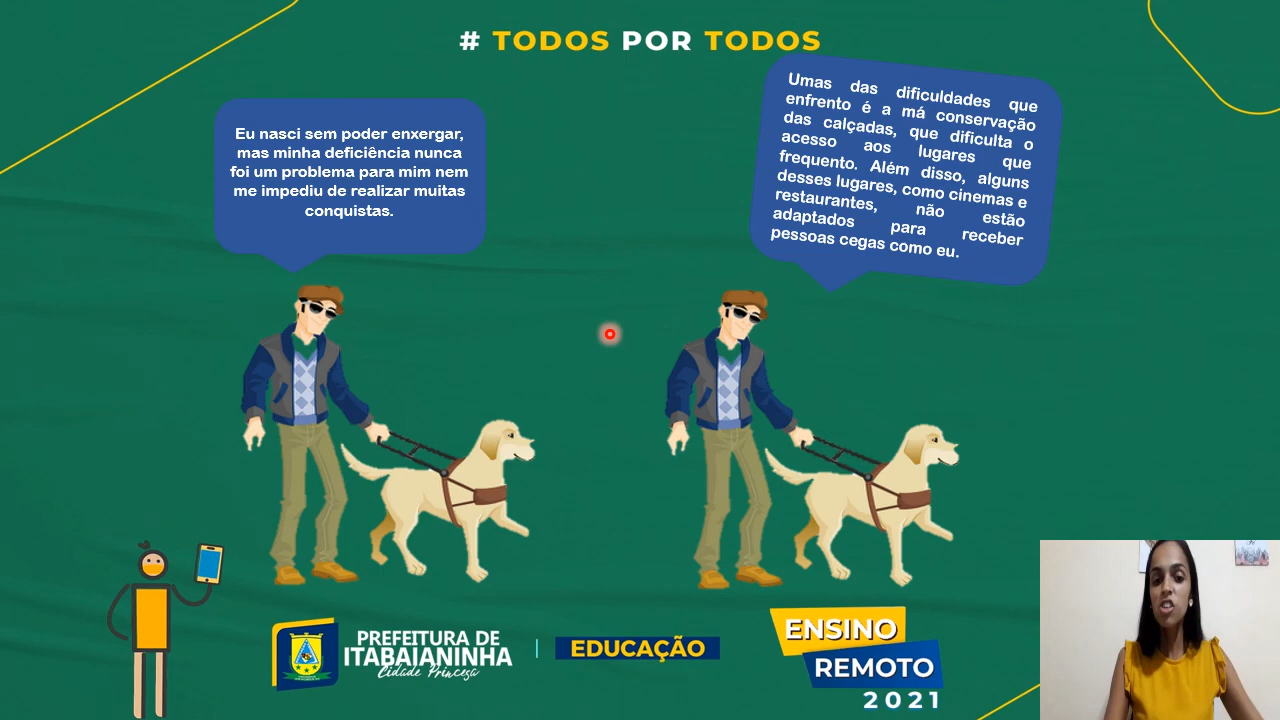 # TODOS POR TODOS
Eu nasci sem poder enxergar,
mas minha deficiência nunca
foi um problema para mim nem
me impediu de realizar muitas
conquistas.
Umas das dificuldades que
enfrento é a má conservação
das calçadas, que dificulta o
acesso aos lugares que
frequento. Além disso, alguns
desses lugares, como cinemas e
restaurantes, não estão
adaptados para receber
pessoas cegas como eu.
PREFEITURA DE
ITABAIANINHA
Cidade Princesa
EDUCAÇÃO
ENSINO
REMOTO
2021